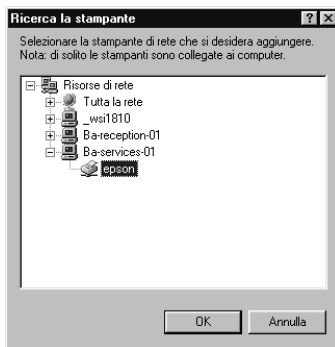 Ricerca la stampante
Selezionare la stampante di rete che si desidera aggiungere.
Nota: di solito le stampanti sono collegate ai computer.
Risorse di rete
Tutta la rete
_wsi1810
Ba-reception-01
Ba-services-01
epson
OK
Annulla